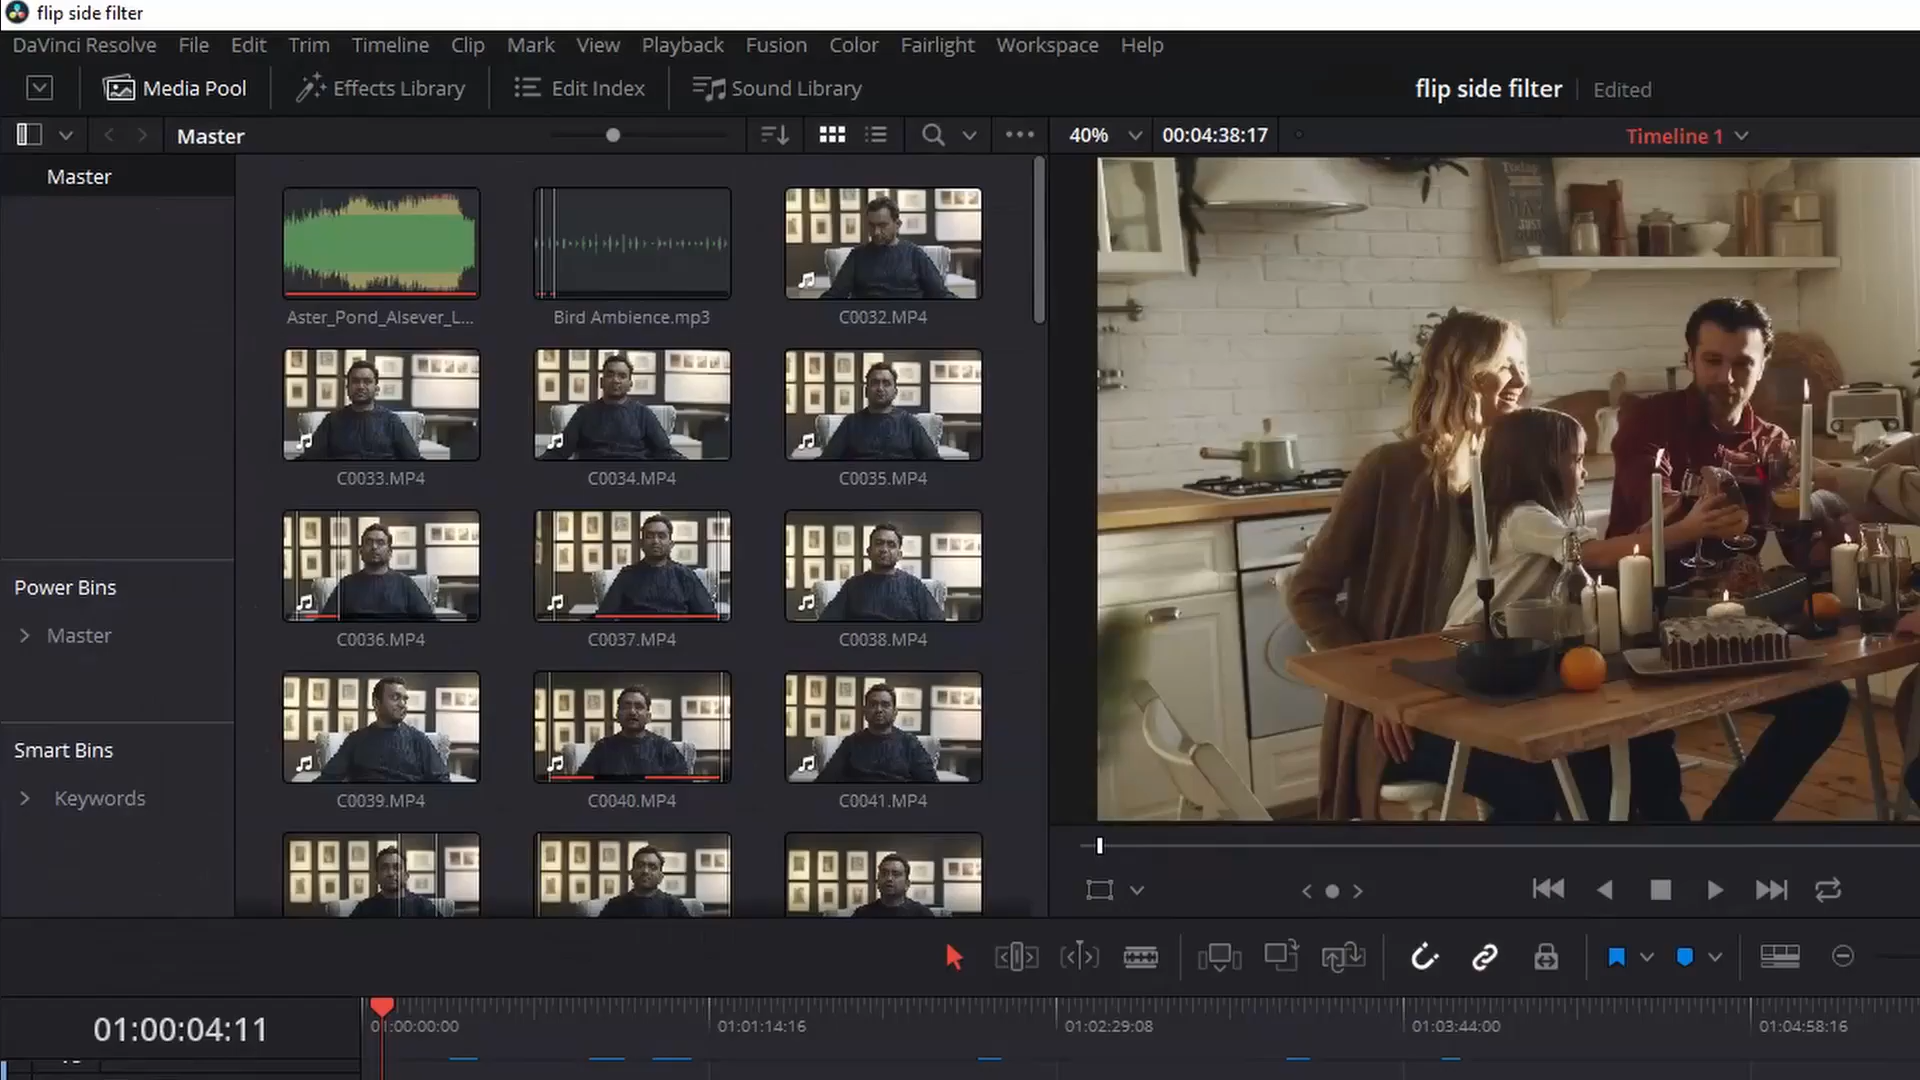 flip side filter
DaVinci Resolve File Edit Trim Timeline Clip Mark View Playback Fusion Color Fairlight Workspace Help
Media Pool Effects Library Edit Index Sound Library flip side filter Edited
Master 40% 00:04:38:17 Timeline 1
Master
Aster_Pond_Alsever_L... Bird Ambience.mp3 C0032.MP4
C0033.MP4 C0034.MP4 C0035.MP4
C0036.MP4 C0037.MP4 C0038.MP4
C0039.MP4 C0040.MP4 C0041.MP4
Power Bins
Master
Smart Bins
Keywords
01:00:04:11
01:00:00:00 01:01:14:16 01:02:29:08 01:03:44:00 01:04:58:16